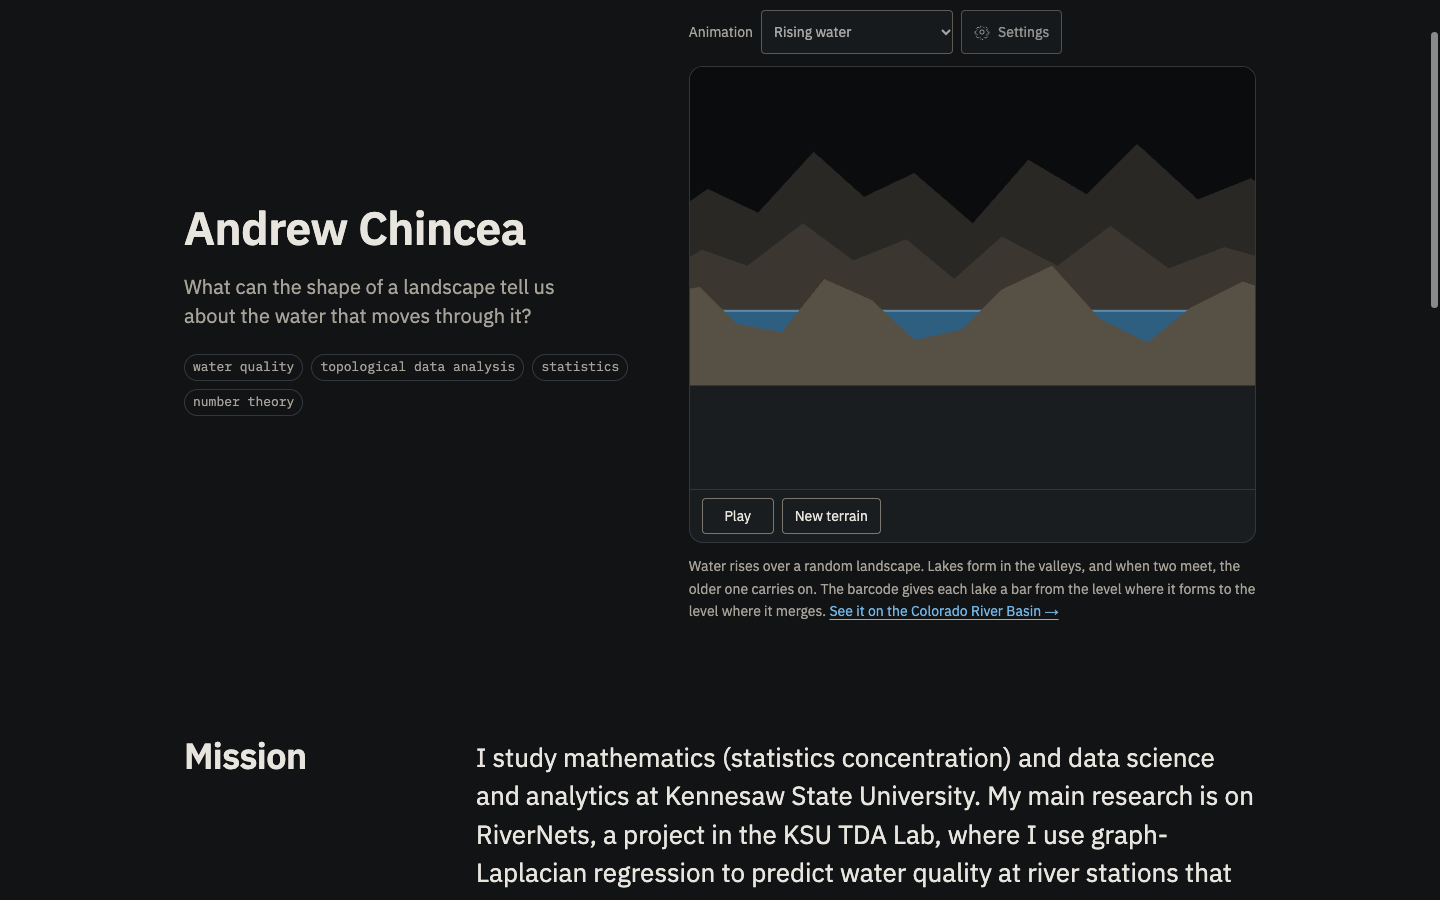 Animation
Rising water
Settings
Andrew Chincea
What can the shape of a landscape tell us
about the water that moves through it?
water quality
topological data analysis
statistics
number theory
Play
New terrain
Water rises over a random landscape. Lakes form in the valleys, and when two meet, the
older one carries on. The barcode gives each lake a bar from the level where it forms to the
level where it merges. See it on the Colorado River Basin →
Mission
I study mathematics (statistics concentration) and data science
and analytics at Kennesaw State University. My main research is on
RiverNets, a project in the KSU TDA Lab, where I use graph-
Laplacian regression to predict water quality at river stations that